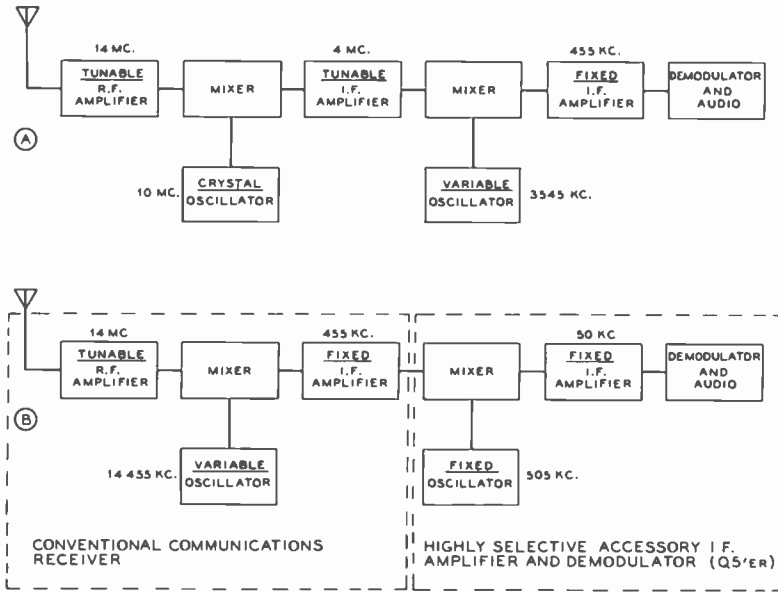 14 MC.
4 MC.
455 KC.
TUNABLE
R.F.
AMPLIFIER
MIXER
TUNABLE
I.F.
AMPLIFIER
MIXER
FIXED
I.F.
AMPLIFIER
DEMODULATOR
AND
AUDIO
A
10 MC.
CRYSTAL
OSCILLATOR
VARIABLE
OSCILLATOR
3545 KC.
14 MC
455 KC.
50 KC
TUNABLE
R.F.
AMPLIFIER
MIXER
FIXED
I.F.
AMPLIFIER
MIXER
FIXED
I.F.
AMPLIFIER
DEMODULATOR
AND
AUDIO
B
14 455 KC.
VARIABLE
OSCILLATOR
FIXED
OSCILLATOR
505 KC.
CONVENTIONAL COMMUNICATIONS
RECEIVER
HIGHLY SELECTIVE ACCESSORY I F.
AMPLIFIER AND DEMODULATOR (Q5'ER)